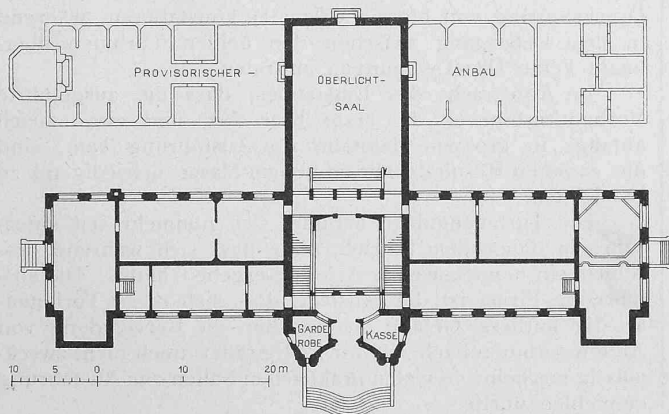 PROVISORISCHER –
OBERLICHT-
SAAL
ANBAU
GARDE
ROBE
KASSE
10 5 0 10 20 m